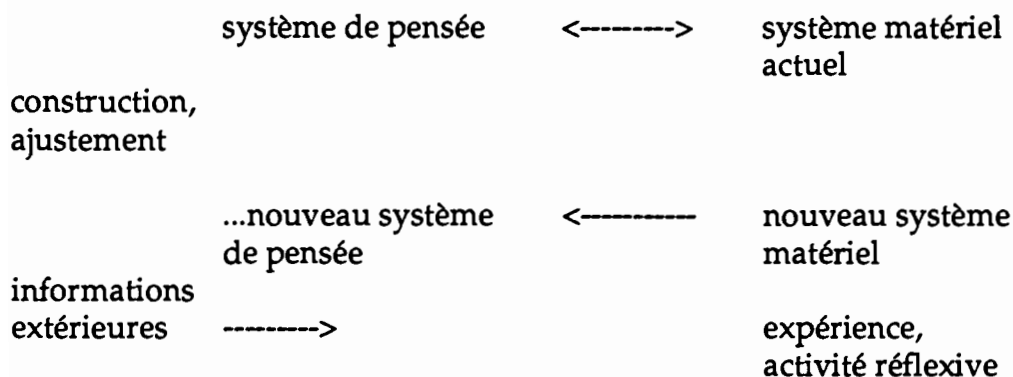 système de pensée <---------> système matériel
actuel
construction,
ajustement
...nouveau système <---------- nouveau système
de pensée matériel
informations
extérieures ---------> expérience,
activité réflexive